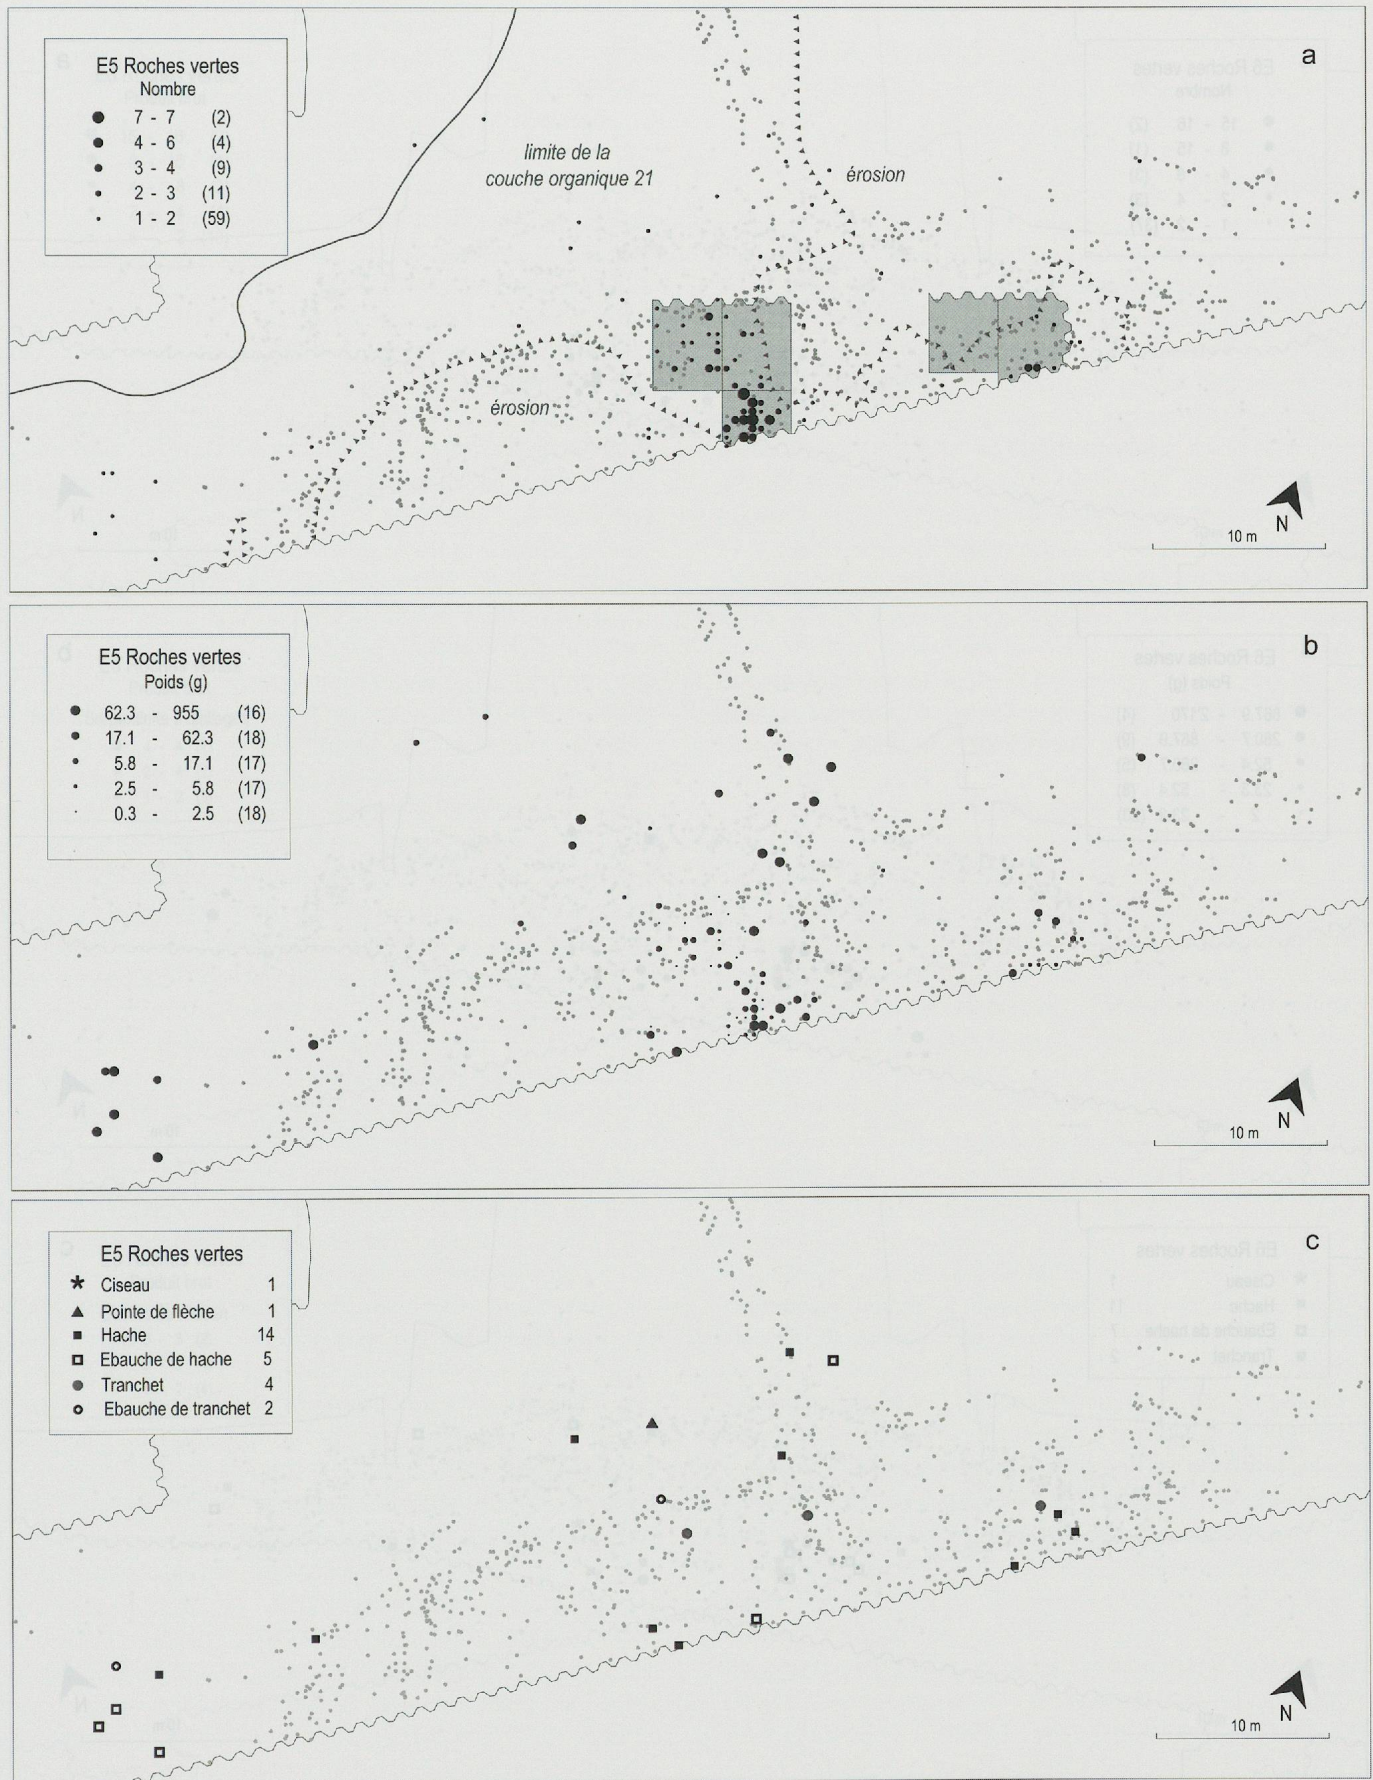 a
E5 Roches vertes
Nombre
7 - 7 (2)
4 - 6 (4)
3 - 4 (9)
2 - 3 (11)
1 - 2 (59)
limite de la
couche organique 21
érosion
érosion
N
10 m
b
E5 Roches vertes
Poids (g)
62.3 - 955 (16)
17.1 - 62.3 (18)
5.8 - 17.1 (17)
2.5 - 5.8 (17)
0.3 - 2.5 (18)
N
10 m
c
E5 Roches vertes
Ciseau 1
Pointe de flèche 1
Hache 14
Ebauche de hache 5
Tranchet 4
Ebauche de tranchet 2
N
10 m